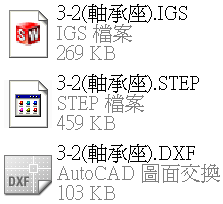 3-2(軸承座).IGS
IGS 檔案
269 KB
3-2(軸承座).STEP
STEP 檔案
459 KB
3-2(軸承座).DXF
DXF
AutoCAD 圖面交換
103 KB